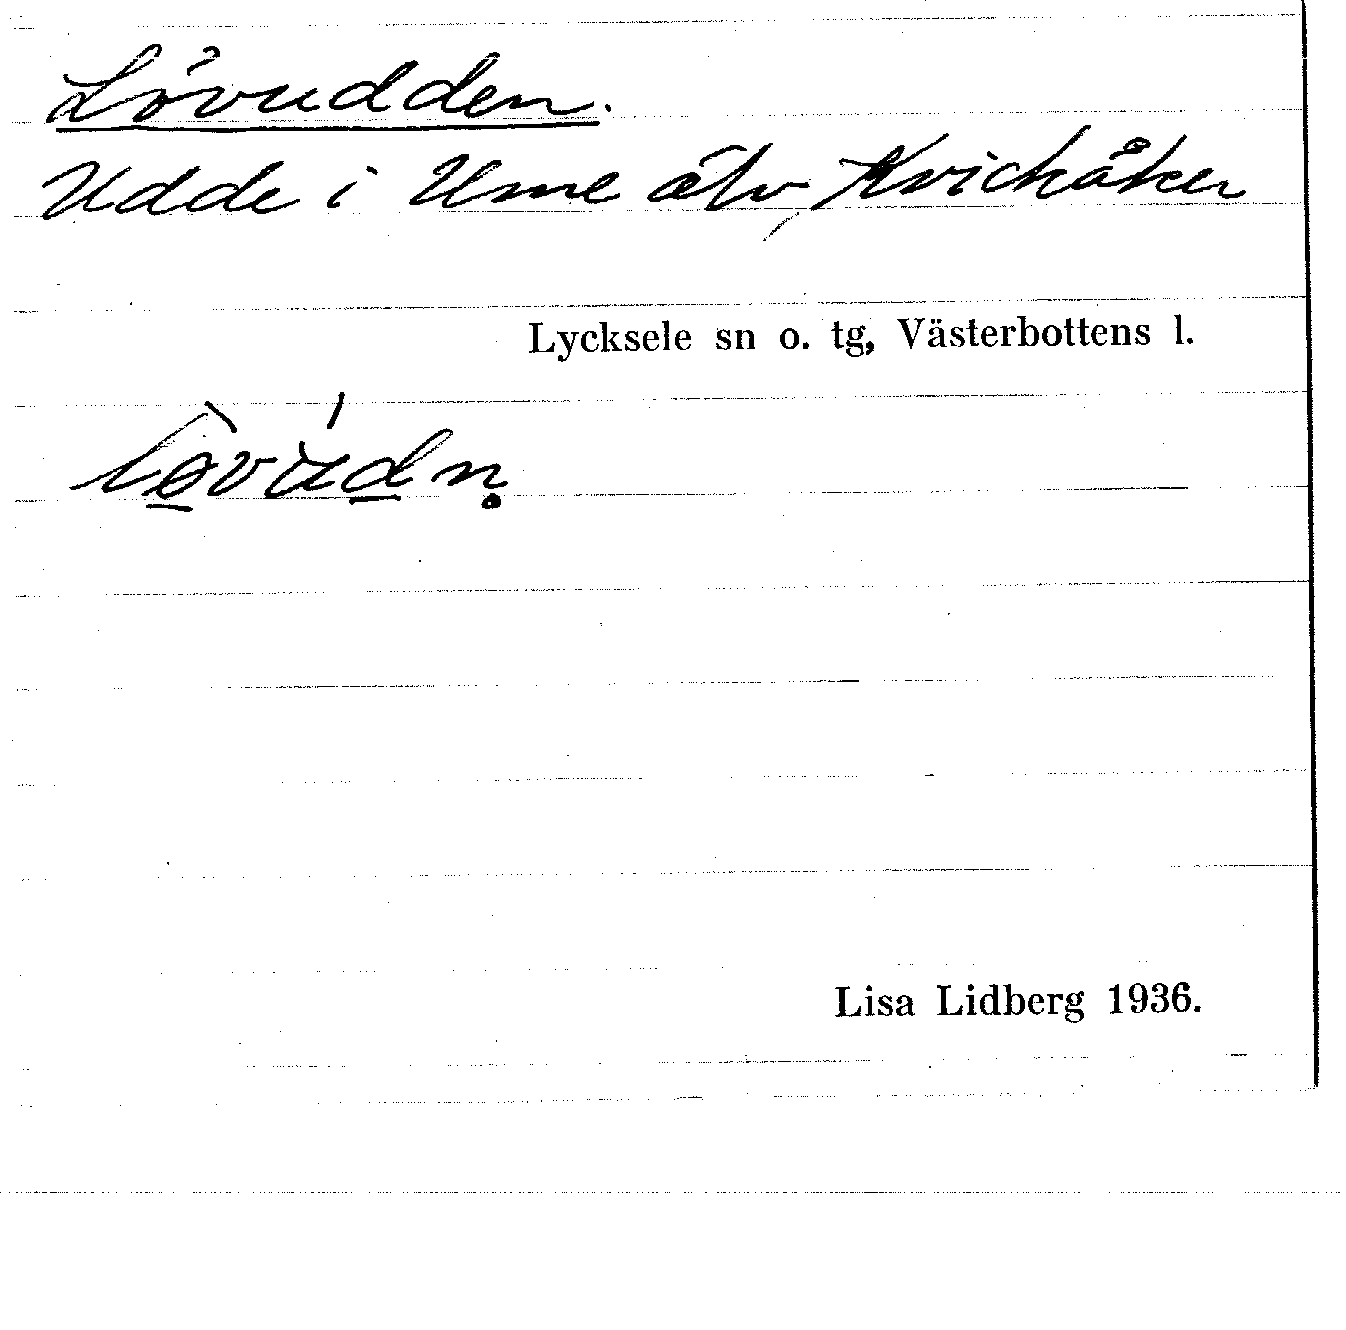 Lövudden.
Udde i Ume älv, Kvickåker
Lycksele sn o. tg, Västerbottens l.
Lisa Lidberg 1936.